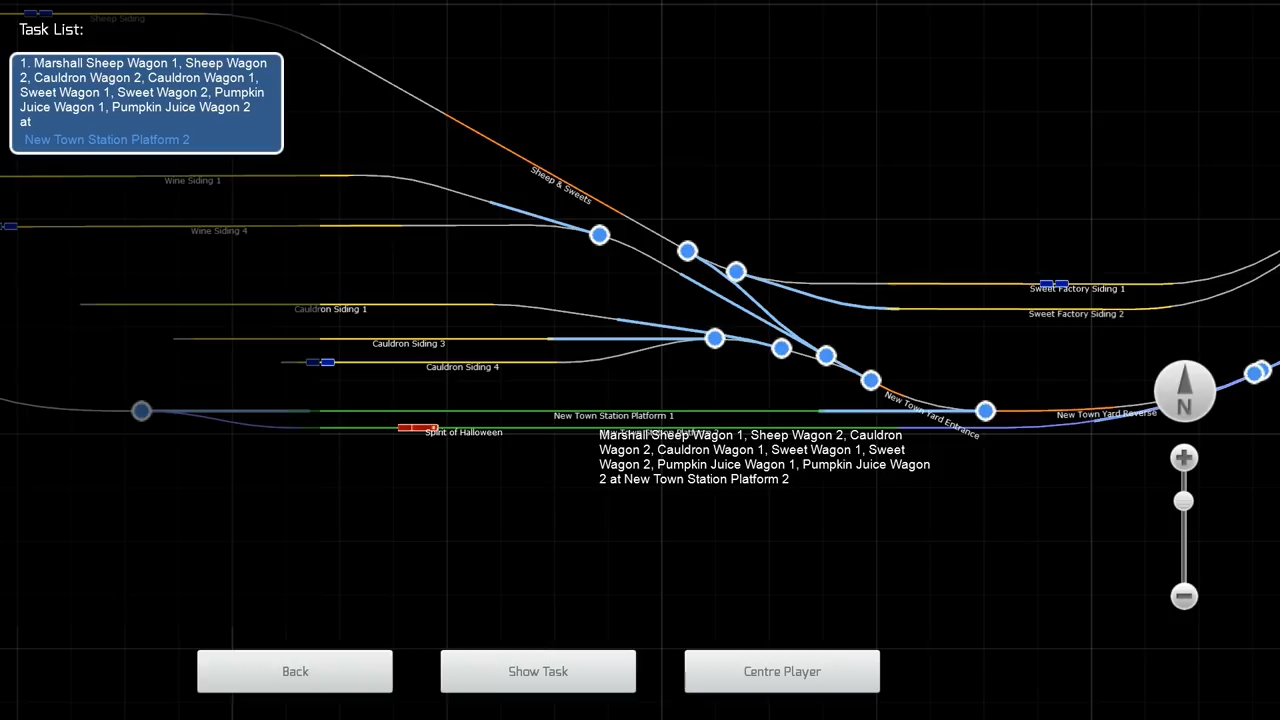 Sheep Siding
Task List:
1. Marshall Sheep Wagon 1, Sheep Wagon
2, Cauldron Wagon 2, Cauldron Wagon 1,
Sweet Wagon 1, Sweet Wagon 2, Pumpkin
Juice Wagon 1, Pumpkin Juice Wagon 2
at
New Town Station Platform 2
Sheep & Sweets
Wine Siding 1
Wine Siding 4
Sweet Factory Siding 1
Cauldron Siding 1
Sweet Factory Siding 2
Cauldron Siding 3
Cauldron Siding 4
New Town Yard Entrance
New Town Station Platform 1
New Town Yard Reverse
N
Spirit of Halloween
New Town Station Platform 2
Marshall Sheep Wagon 1, Sheep Wagon 2, Cauldron
Wagon 2, Cauldron Wagon 1, Sweet Wagon 1, Sweet
Wagon 2, Pumpkin Juice Wagon 1, Pumpkin Juice Wagon
2 at New Town Station Platform 2
Back
Show Task
Centre Player